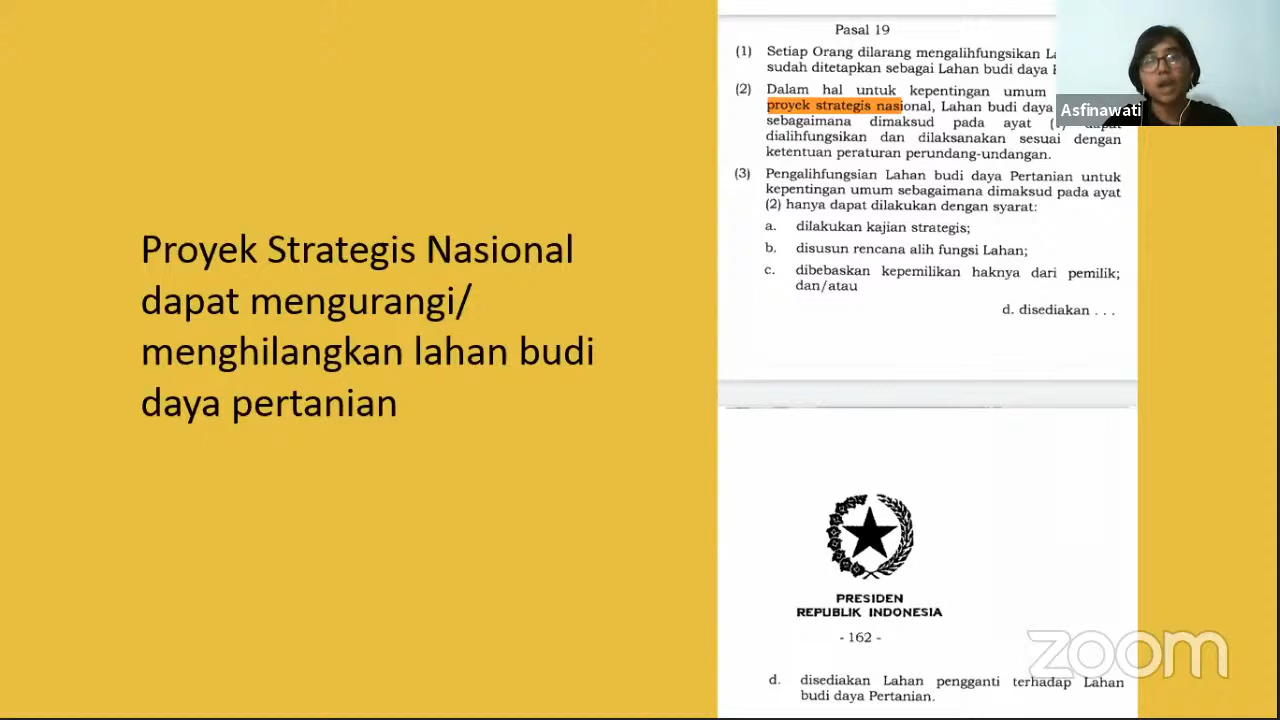 Proyek Strategis Nasional
dapat mengurangi/
menghilangkan lahan budi
daya pertanian
Pasal 19
(1) Setiap Orang dilarang mengalihfungsikan
sudah ditetapkan sebagai Lahan budi daya
(2) Dalam hal untuk kepentingan umum
proyek strategis nasional, Lahan budi daya
sebagaimana dimaksud pada ayat (1) dapat
dialihfungsikan dan dilaksanakan sesuai dengan
ketentuan peraturan perundang-undangan.
(3) Pengalihfungsian Lahan budi daya Pertanian untuk
kepentingan umum sebagaimana dimaksud pada ayat
(2) hanya dapat dilakukan dengan syarat:
a. dilakukan kajian strategis;
b. disusun rencana alih fungsi Lahan;
c. dibebaskan kepemilikan haknya dari pemilik;
dan/atau
d. disediakan . . .
PRESIDEN
REPUBLIK INDONESIA
- 162 -
d. disediakan Lahan pengganti terhadap Lahan
budi daya Pertanian.
Asfinawati
zoom